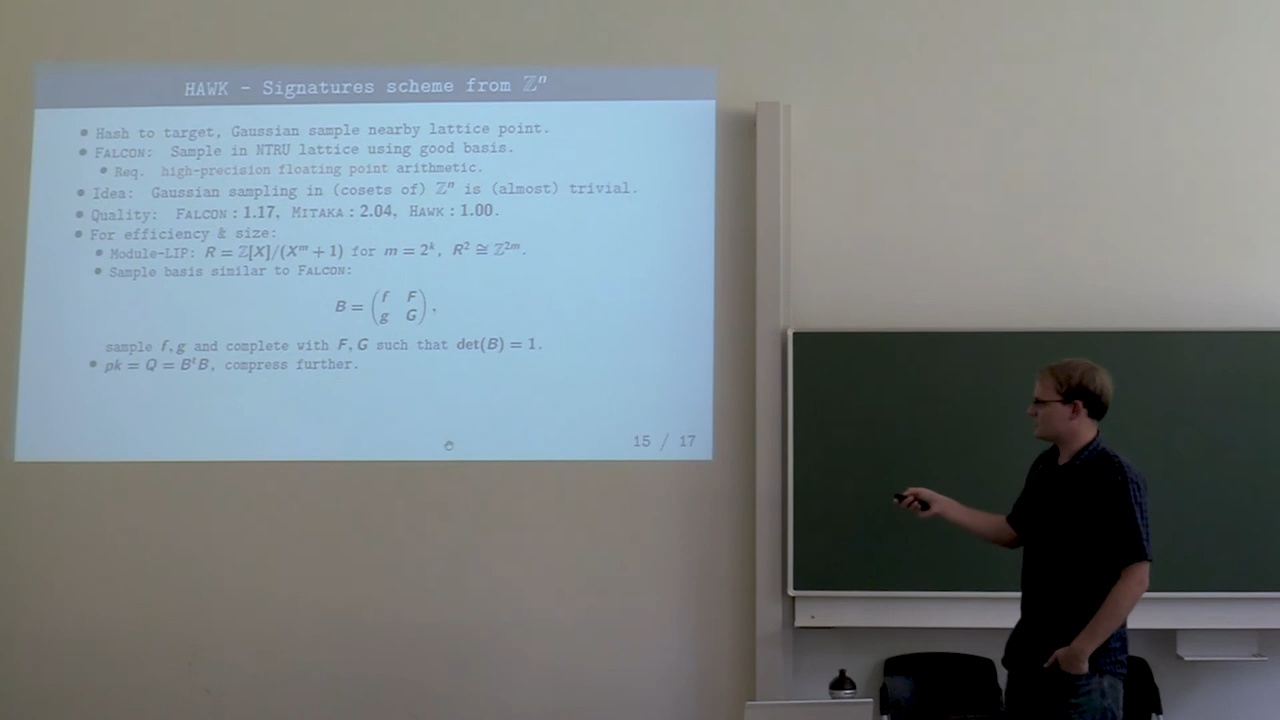 HAWK - Signatures scheme from ℤⁿ
• Hash to target, Gaussian sample nearby lattice point.
• FALCON: Sample in NTRU lattice using good basis.
• Req. high-precision floating point arithmetic.
• Idea: Gaussian sampling in (cosets of) ℤⁿ is (almost) trivial.
• Quality: FALCON : 1.17, MITAKA : 2.04, HAWK : 1.00.
• For efficiency & size:
• Module-LIP: R = ℤ[X]/(Xᵐ + 1) for m = 2ᵏ, R² ≅ ℤ²ᵐ.
• Sample basis similar to FALCON:
B = (f F
g G),
sample f, g and complete with F, G such that det(B) = 1.
• pk = Q = BᵗB, compress further.
15 / 17